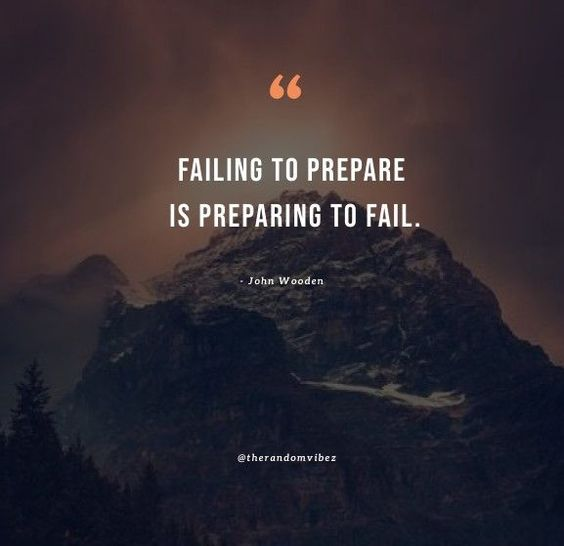 “
FAILING TO PREPARE
IS PREPARING TO FAIL.
- John Wooden
@therandomvibez